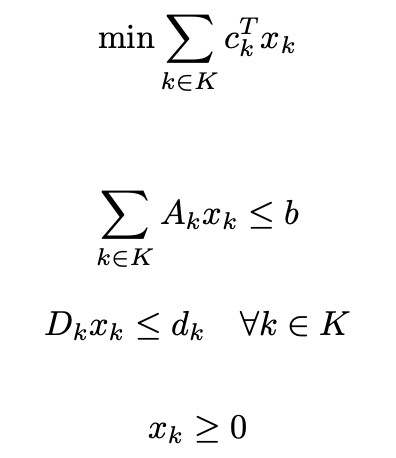 min ∑_{k∈K} c_k^T x_k
∑_{k∈K} A_k x_k ≤ b
D_k x_k ≤ d_k ∀k ∈ K
x_k ≥ 0